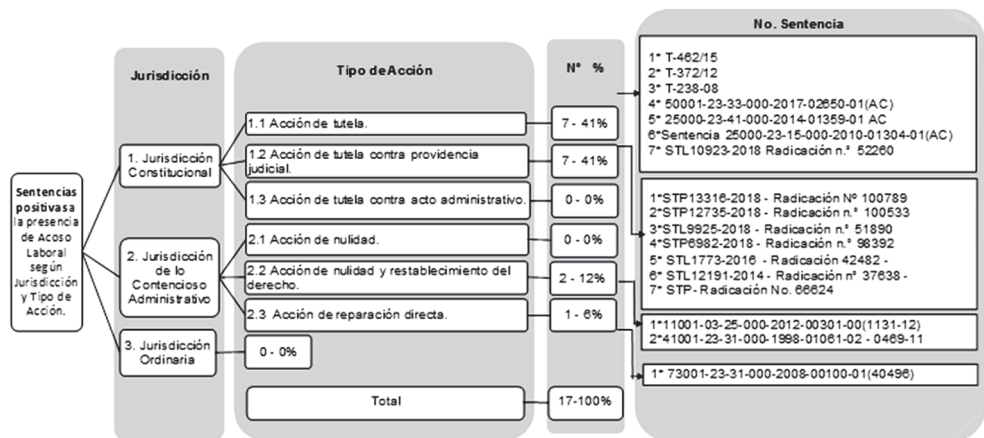 Sentencias
positivas a
la presencia
de Acoso
Laboral
según
Jurisdicción
y Tipo de
Acción.
Jurisdicción
1. Jurisdicción
Constitucional
2. Jurisdicción
de lo
Contencioso
Administrativo
3. Jurisdicción
Ordinaria
Tipo de Acción
1.1 Acción de tutela.
1.2 Acción de tutela contra providencia
judicial.
1.3 Acción de tutela contra acto administrativo.
2.1 Acción de nulidad.
2.2 Acción de nulidad y restablecimiento del
derecho.
2.3 Acción de reparación directa.
0 - 0%
Total
N° %
7 - 41%
7 - 41%
0 - 0%
0 - 0%
2 - 12%
1 - 6%
17-100%
No. Sentencia
1* T-462/15
2* T-372/12
3* T-238-08
4* 50001-23-33-000-2017-02650-01(AC)
5* 25000-23-41-000-2014-01359-01 AC
6*Sentencia 25000-23-15-000-2010-01304-01(AC)
7* STL10923-2018 Radicación n.° 52260
1*STP13316-2018 - Radicación Nº 100789
2*STP12735-2018 - Radicación n.° 100533
3*STL9925-2018 - Radicación n.° 51890
4*STP6982-2018 - Radicación n.° 98392
5* STL1773-2016 - Radicación 42482 -
6* STL12191-2014 - Radicación n° 37638 -
7* STP- Radicación No. 66624
1*11001-03-25-000-2012-00301-00(1131-12)
2*41001-23-31-000-1998-01061-02 - 0469-11
1* 73001-23-31-000-2008-00100-01(40496)